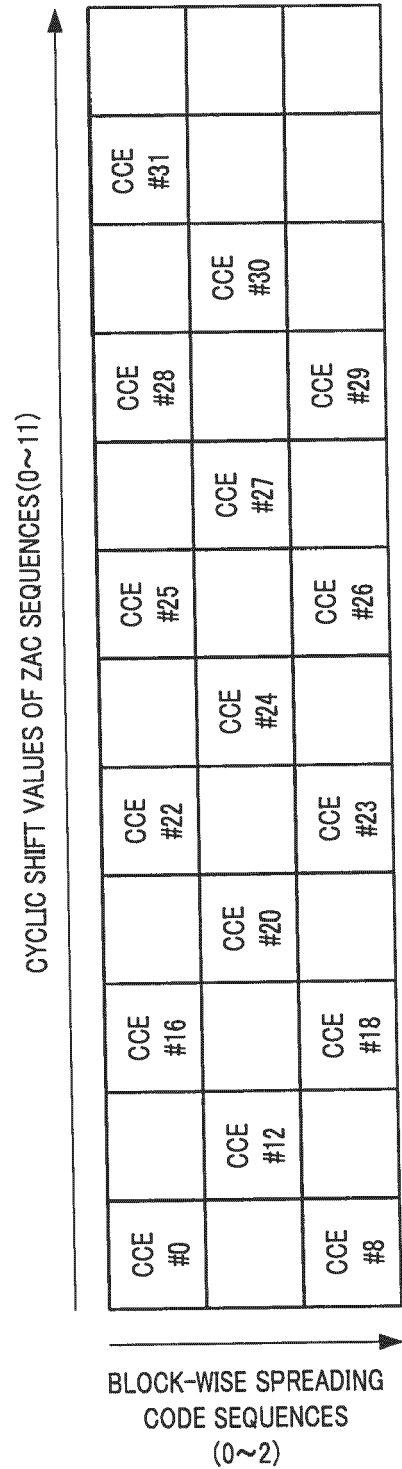 CYCLIC SHIFT VALUES OF ZAC SEQUENCES(0~11)
CCE
#31
CCE
#30
CCE
#28
CCE
#29
CCE
#27
CCE
#25
CCE
#26
CCE
#24
CCE
#22
CCE
#23
CCE
#20
CCE
#16
CCE
#18
CCE
#12
CCE
#0
CCE
#8
BLOCK-WISE SPREADING
CODE SEQUENCES
(0~2)